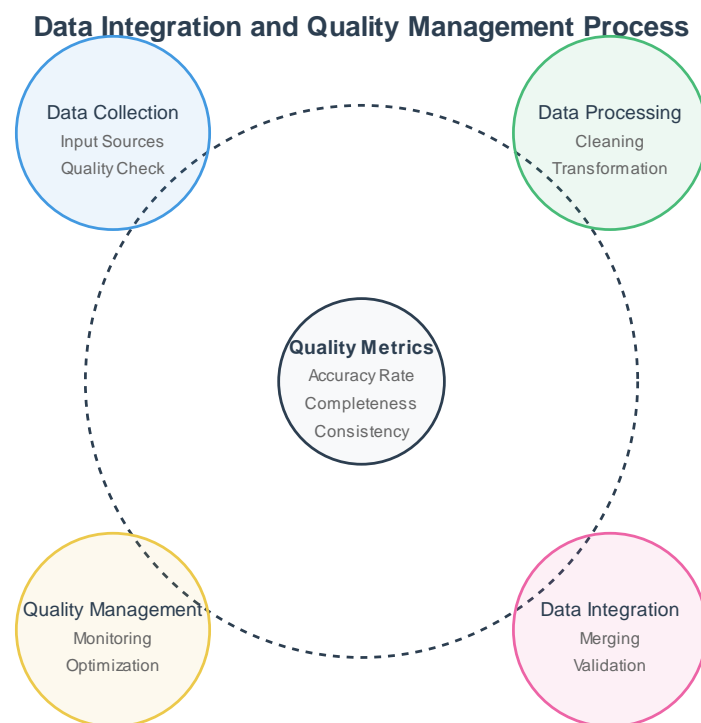 Data Integration and Quality Management Process
Data Collection
Input Sources
Quality Check
Data Processing
Cleaning
Transformation
Quality Metrics
Accuracy Rate
Completeness
Consistency
Quality Management
Monitoring
Optimization
Data Integration
Merging
Validation